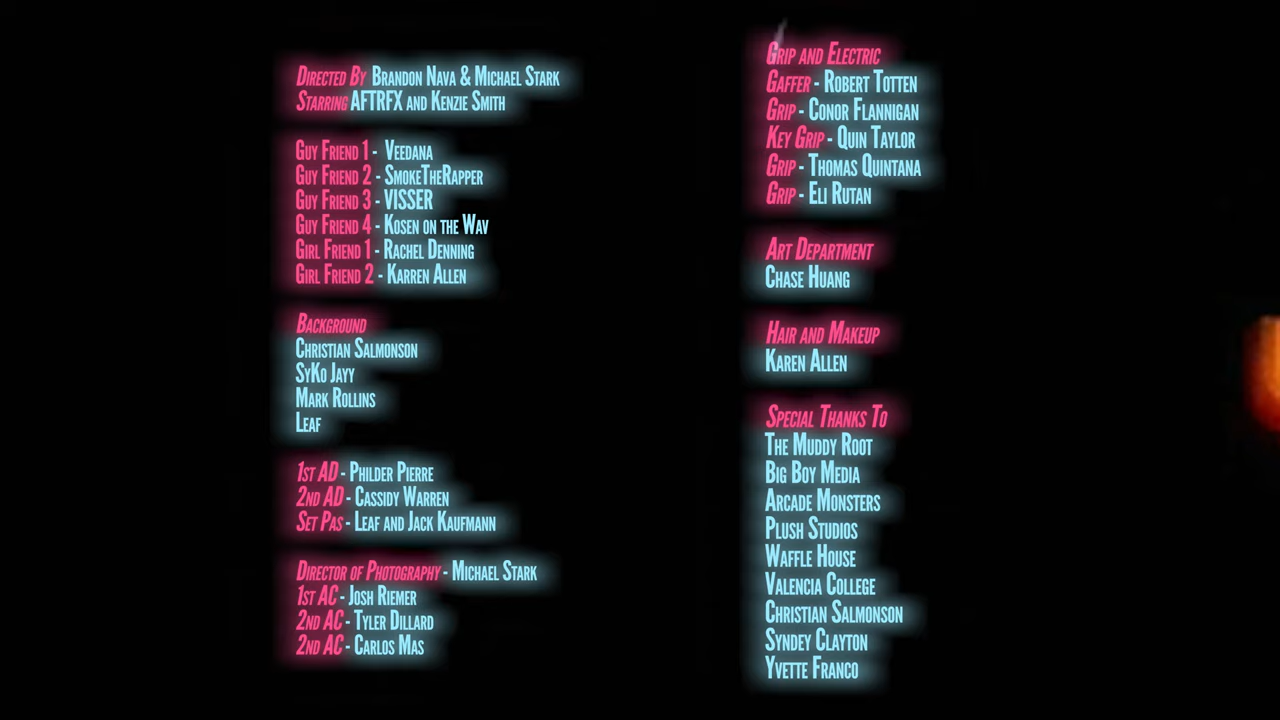 Directed By Brandon Nava & Michael Stark
Starring AFTRFX and Kenzie Smith
Guy Friend 1 - Veedana
Guy Friend 2 - SmokeTheRapper
Guy Friend 3 - VISSER
Guy Friend 4 - Kosen on the Wav
Girl Friend 1 - Rachel Denning
Girl Friend 2 - Karren Allen
Background
Christian Salmonson
SyKo Jayy
Mark Rollins
Leaf
1st AD - Philder Pierre
2nd AD - Cassidy Warren
Set Pas - Leaf and Jack Kaufmann
Director of Photography - Michael Stark
1st AC - Josh Riemer
2nd AC - Tyler Dillard
2nd AC - Carlos Mas
Grip and Electric
Gaffer - Robert Totten
Grip - Conor Flannigan
Key Grip - Quin Taylor
Grip - Thomas Quintana
Grip - Eli Rutan
Art Department
Chase Huang
Hair and Makeup
Karen Allen
Special Thanks To
The Muddy Root
Big Boy Media
Arcade Monsters
Plush Studios
Waffle House
Valencia College
Christian Salmonson
Syndey Clayton
Yvette Franco